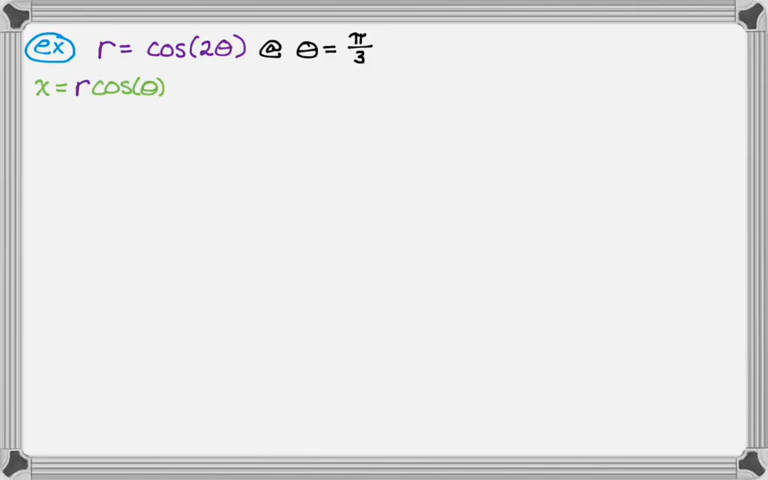 ex r = cos(2θ) @ θ = π/3
x = r cos(θ)